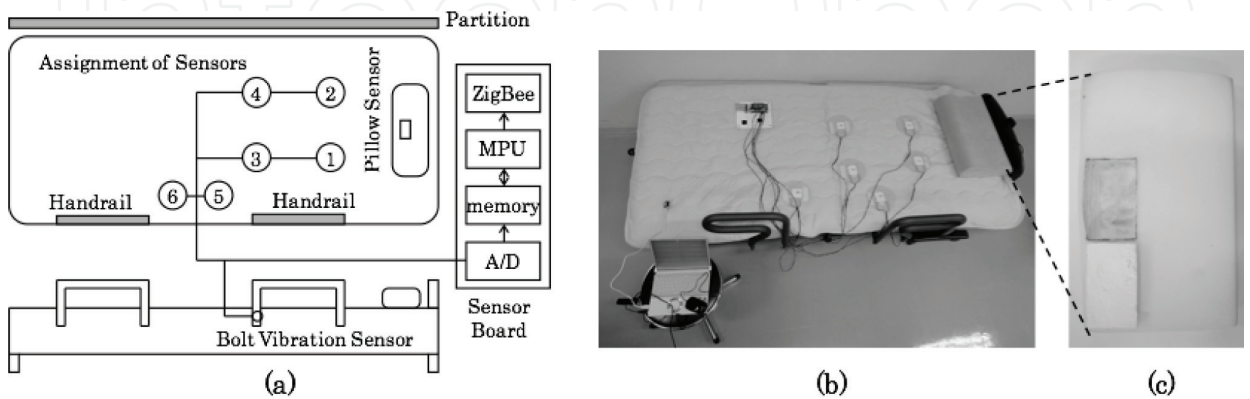 Partition
Assignment of Sensors
4
2
3
1
6
5
Pillow Sensor
Handrail
Handrail
ZigBee
MPU
memory
A/D
Sensor
Board
Bolt Vibration Sensor
(a)
(b)
(c)